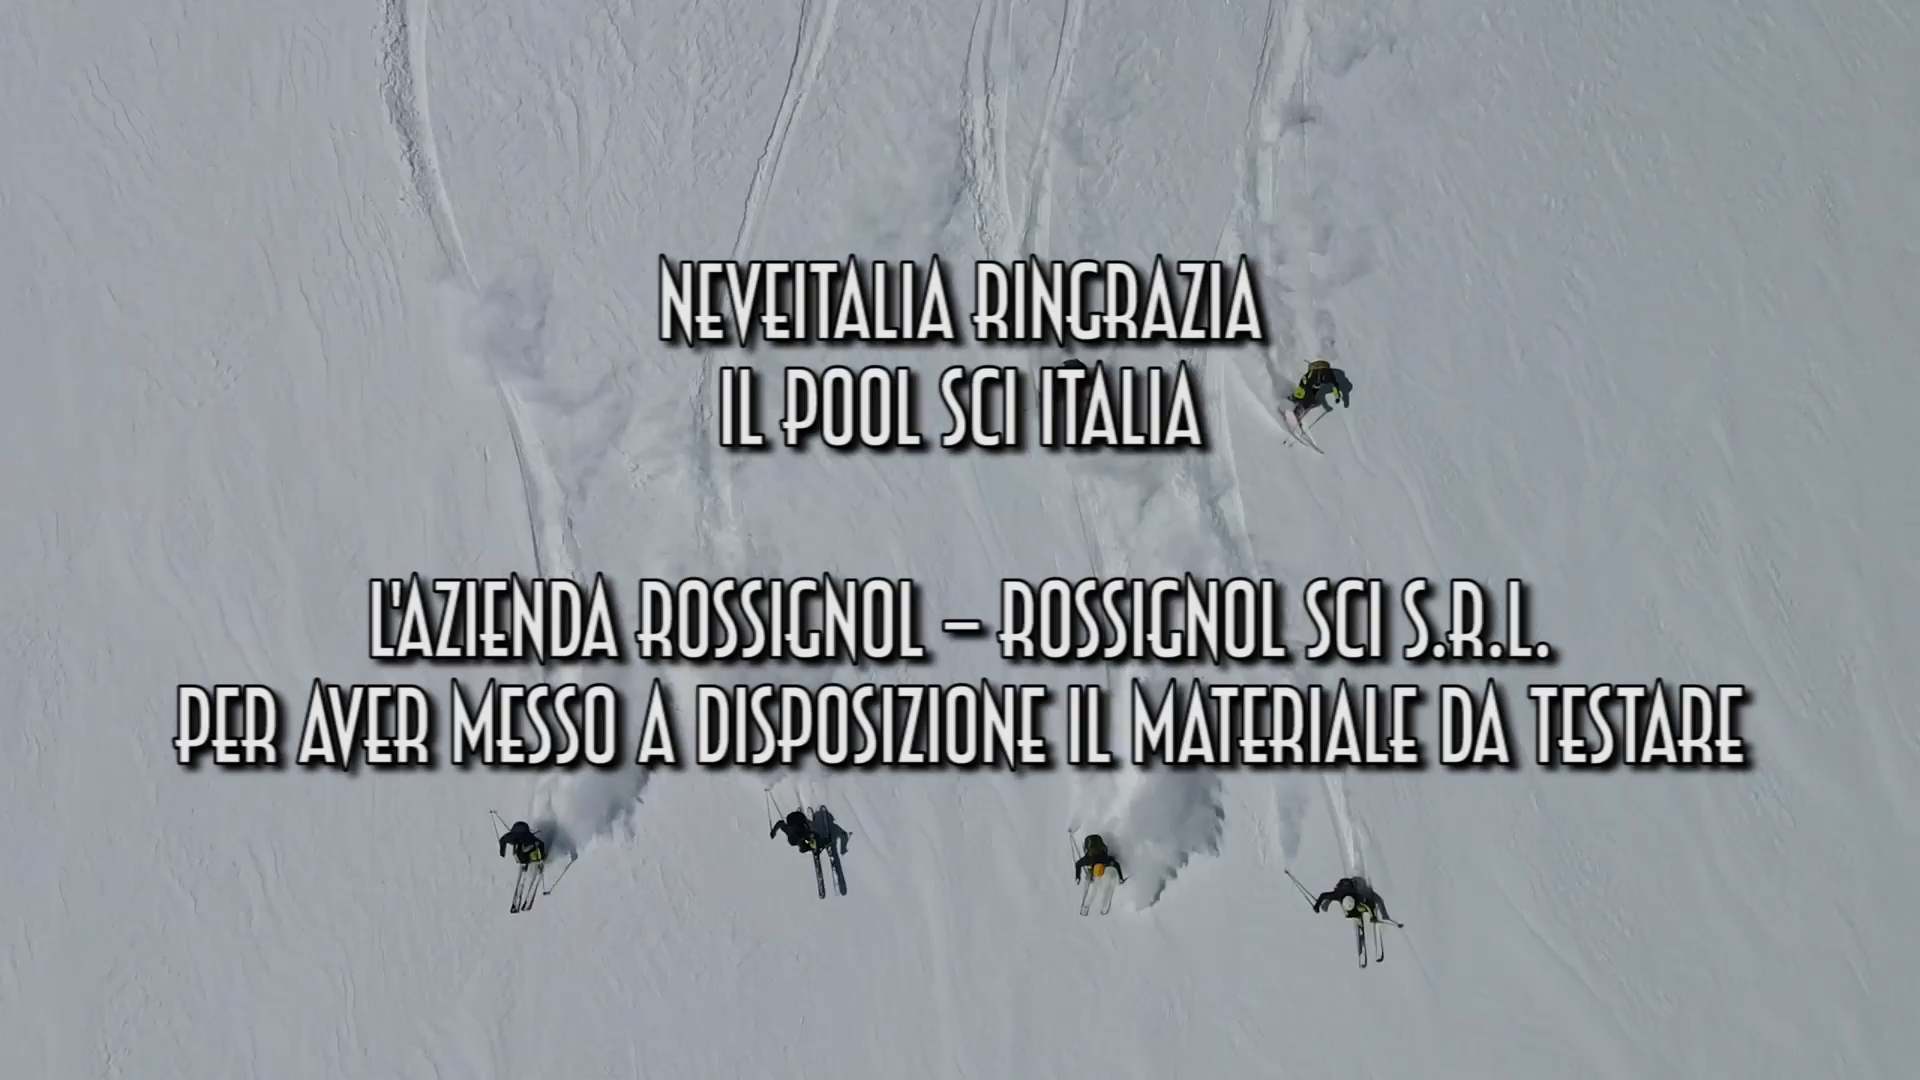 NEVEITALIA RINGRAZIA
IL POOL SCI ITALIA
L'AZIENDA ROSSIGNOL – ROSSIGNOL SCI S.R.L.
PER AVER MESSO A DISPOSIZIONE IL MATERIALE DA TESTARE